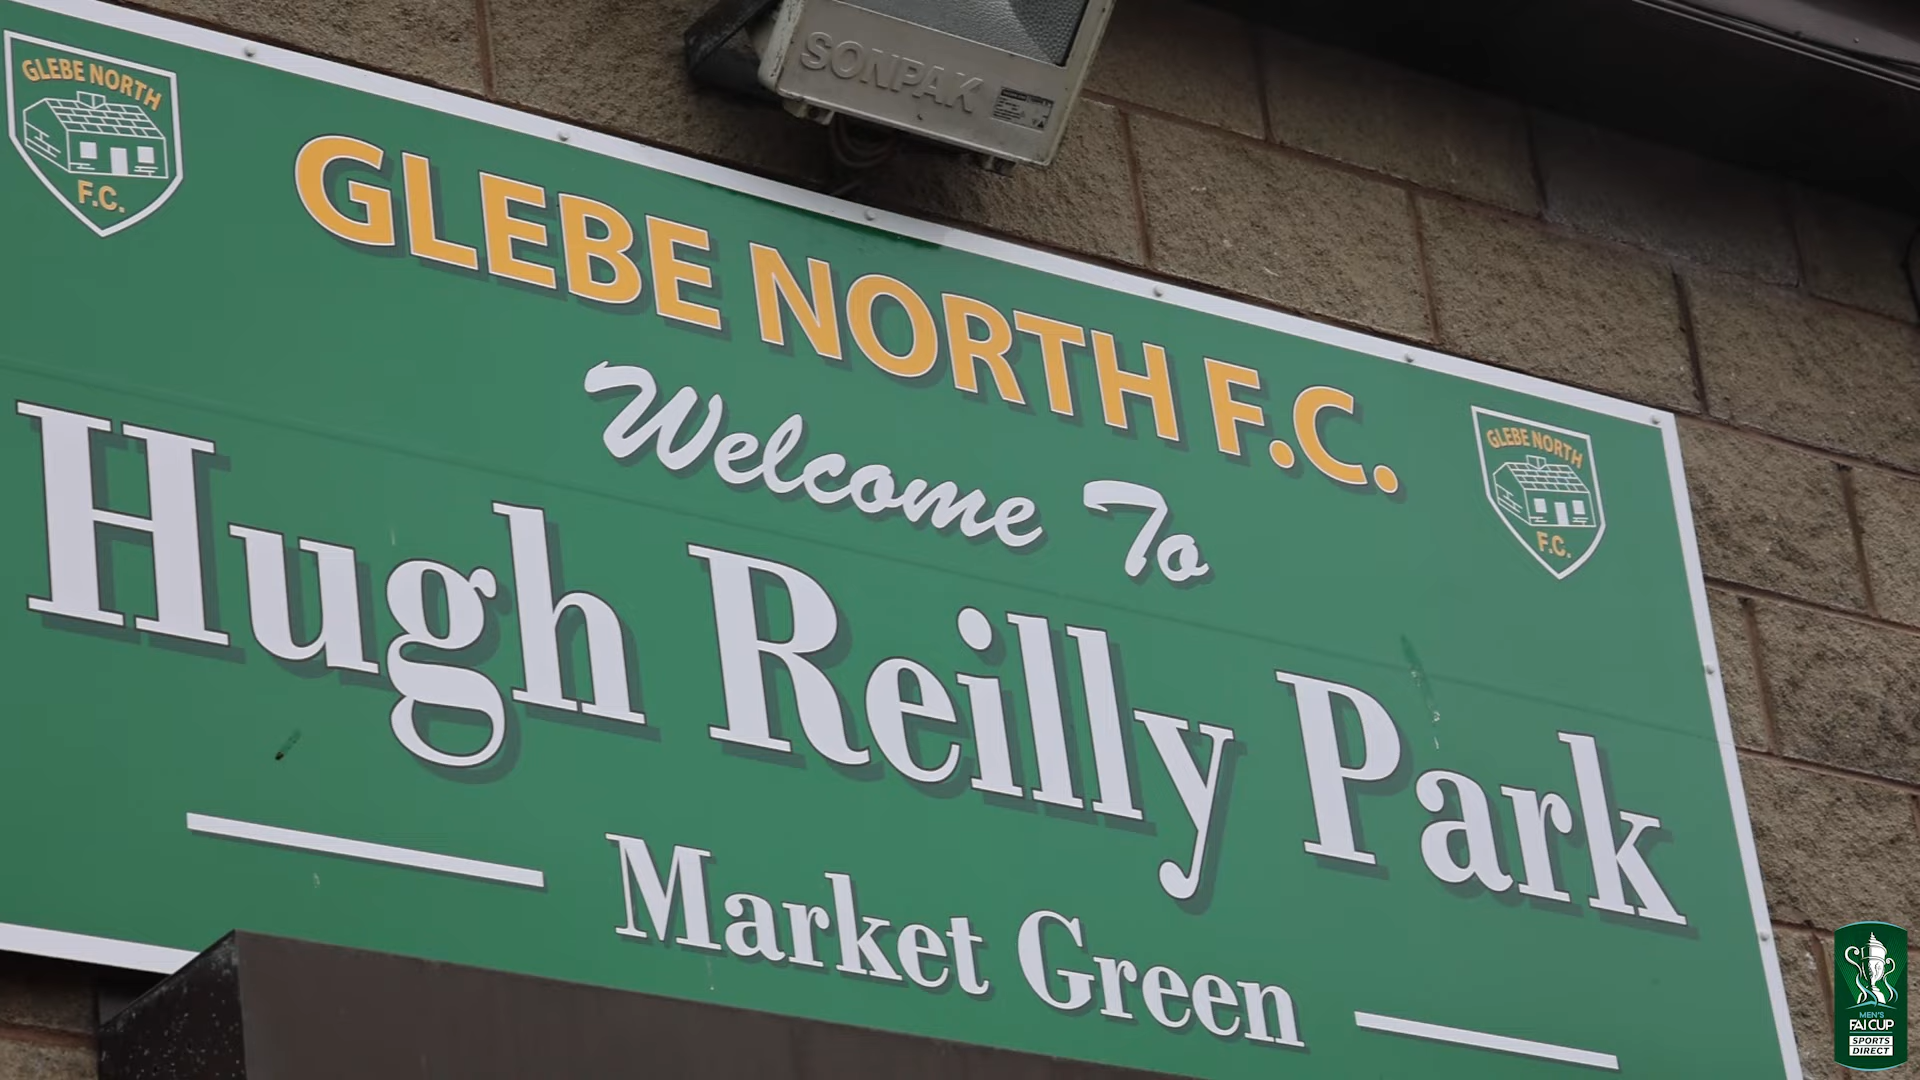 SONPAK
GLEBE NORTH
F.C.
GLEBE NORTH F.C.
Welcome To
GLEBE NORTH
F.C.
Hugh Reilly Park
Market Green
MEN'S
FAI CUP
SPORTS
DIRECT